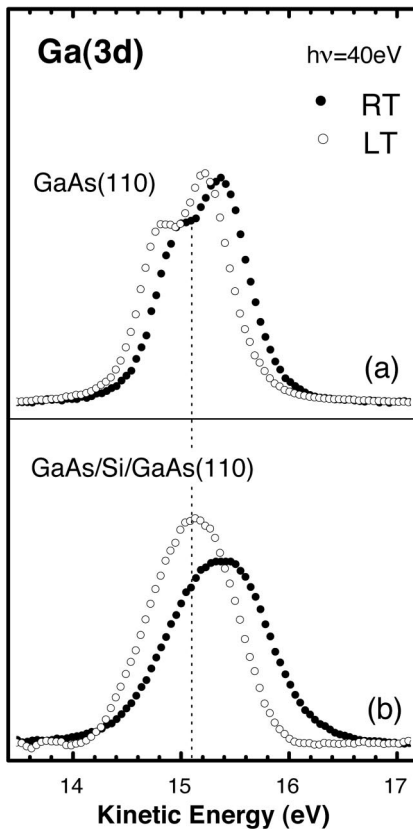 Ga(3d)
hν=40eV
RT
LT
GaAs(110)
(a)
GaAs/Si/GaAs(110)
(b)
14 15 16 17
Kinetic Energy (eV)